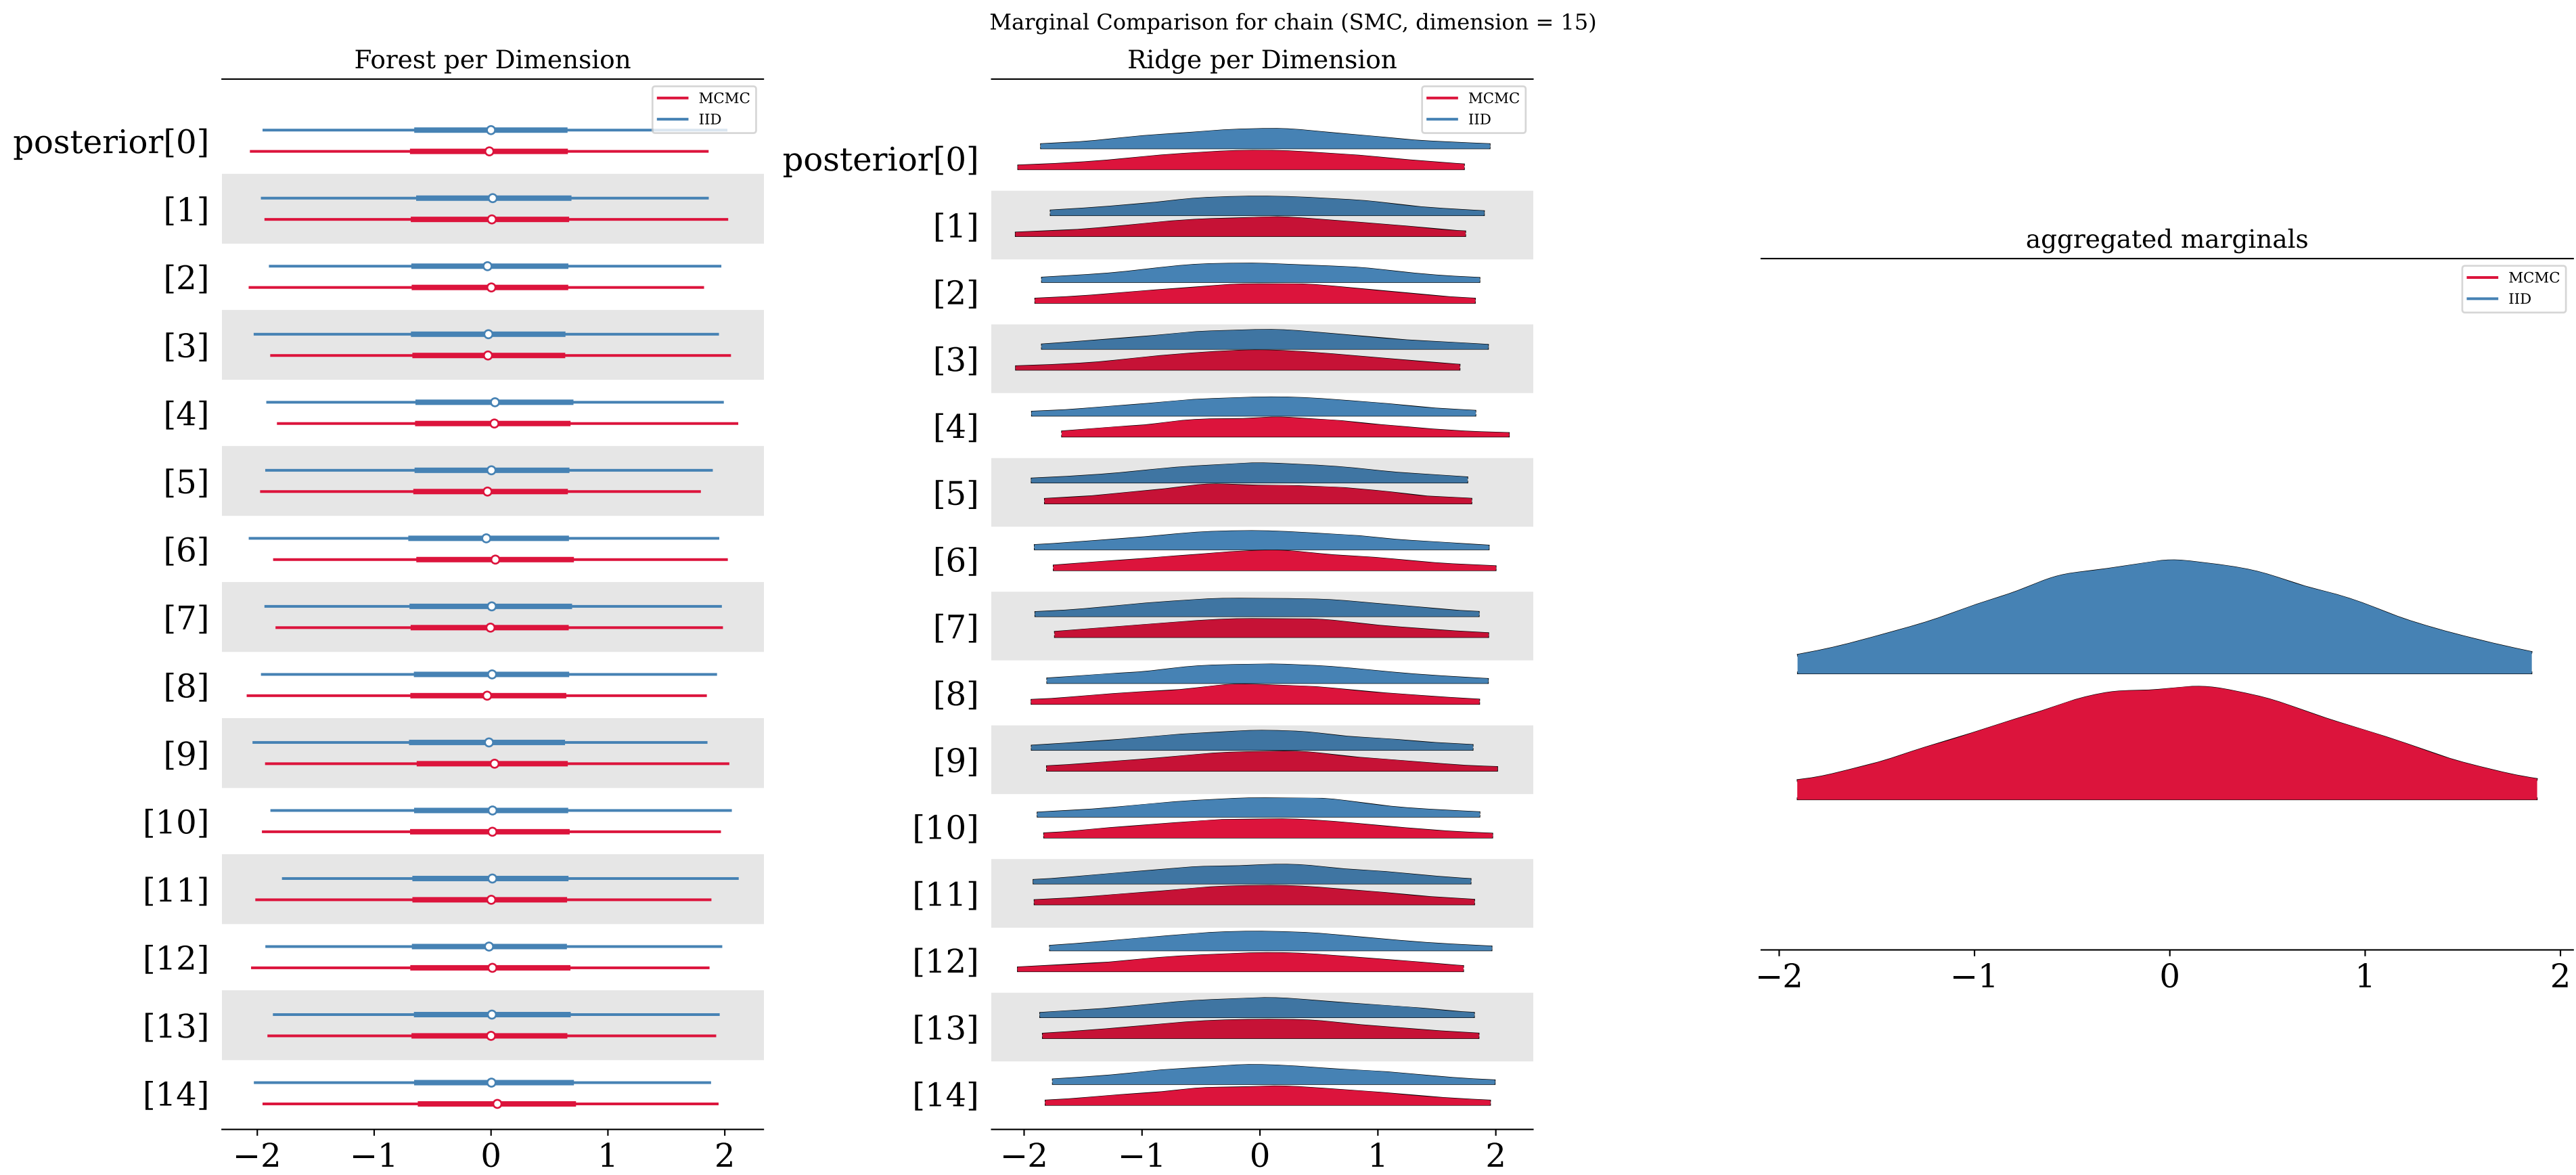 Marginal Comparison for chain (SMC, dimension = 15)
Forest per Dimension
MCMC
IID
posterior[0]
[1]
[2]
[3]
[4]
[5]
[6]
[7]
[8]
[9]
[10]
[11]
[12]
[13]
[14]
−2 −1 0 1 2
Ridge per Dimension
MCMC
IID
posterior[0]
[1]
[2]
[3]
[4]
[5]
[6]
[7]
[8]
[9]
[10]
[11]
[12]
[13]
[14]
−2 −1 0 1 2
aggregated marginals
MCMC
IID
−2 −1 0 1 2